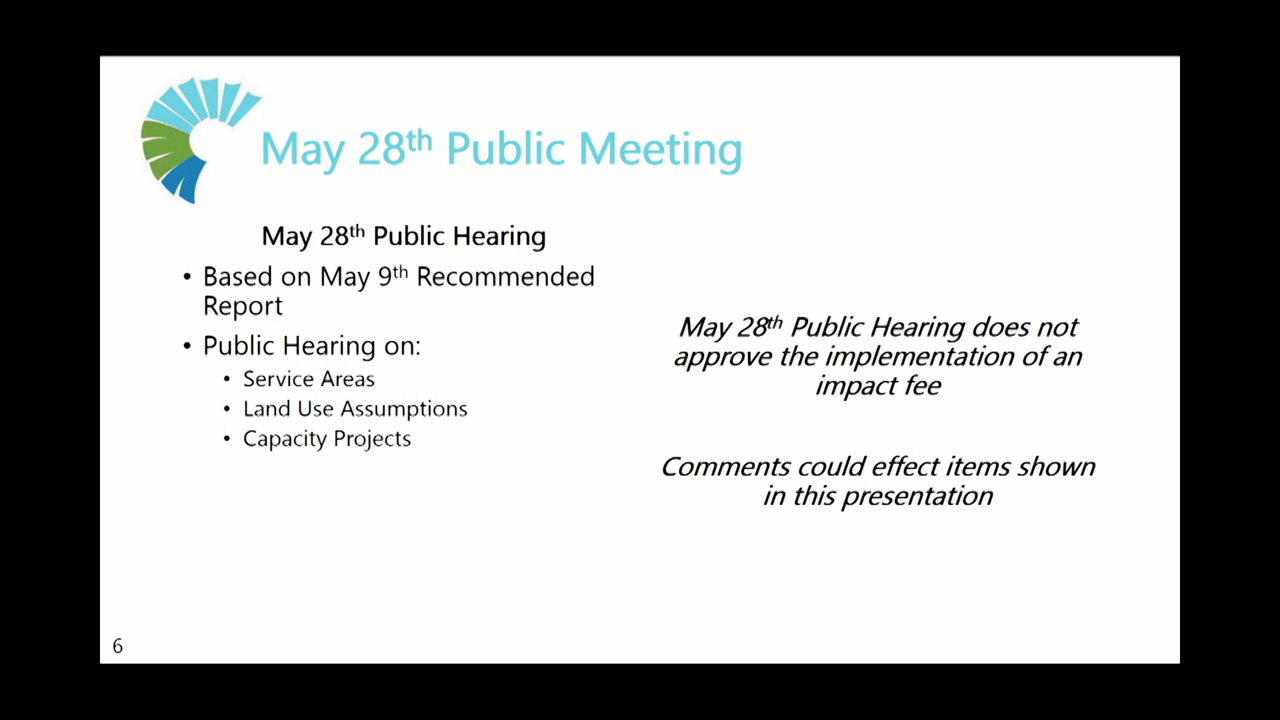 May 28th Public Meeting
May 28th Public Hearing
• Based on May 9th Recommended
Report
• Public Hearing on:
• Service Areas
• Land Use Assumptions
• Capacity Projects
May 28th Public Hearing does not
approve the implementation of an
impact fee
Comments could effect items shown
in this presentation
6